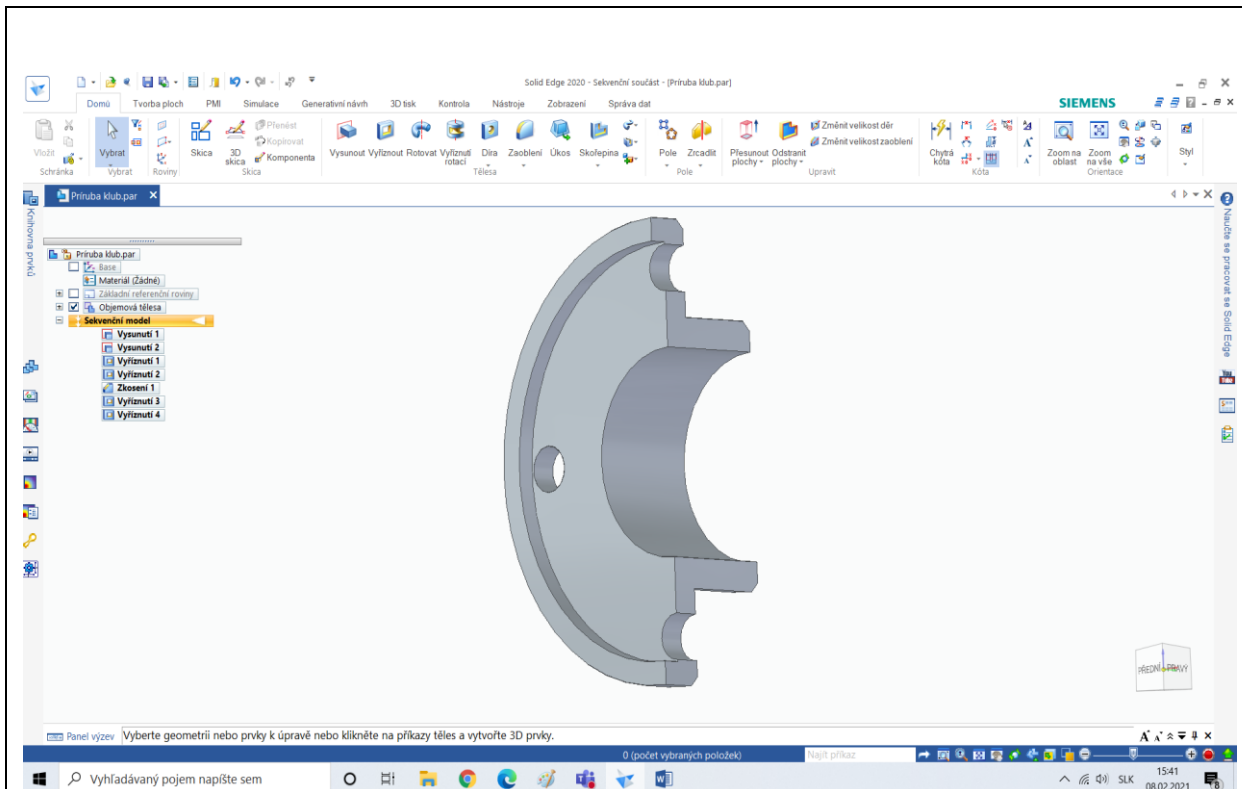 Solid Edge 2020 - Sekvenční součást - [Príruba klub.par]
Domů Tvorba ploch PMI Simulace Generativní návrh 3D tisk Kontrola Nástroje Zobrazení Správa dat SIEMENS
Vložit Vybrat Skica 3D skica Přenést Kopírovat Komponenta
Vysunout Vyříznout Rotovat Vyříznutí rotací Díra Zaoblení Úkos Skořepina
Pole Zrcadlit Přesunout plochy Odstranit plochy Změnit velikost děr Změnit velikost zaoblení
Chytrá kóta Zoom na oblast Zoom na vše Styl
Schránka Vybrat Roviny Skica Tělesa Pole Upravit Kóta Orientace
Príruba klub.par
Knihovna prvků
Príruba klub.par
Base
Materiál (Žádné)
Základní referenční roviny
Objemová tělesa
Sekvenční model
Vysunutí 1
Vysunutí 2
Vyříznutí 1
Vyříznutí 2
Zkosení 1
Vyříznutí 3
Vyříznutí 4
Naučte se pracovat se Solid Edge
PŘEDNÍ PRAVÝ
Panel výzev Vyberte geometrii nebo prvky k úpravě nebo klikněte na příkazy těles a vytvořte 3D prvky.
0 (počet vybraných položek) Najít příkaz
Vyhľadávaný pojem napíšte sem
SLK 15:41
08.02.2021
8